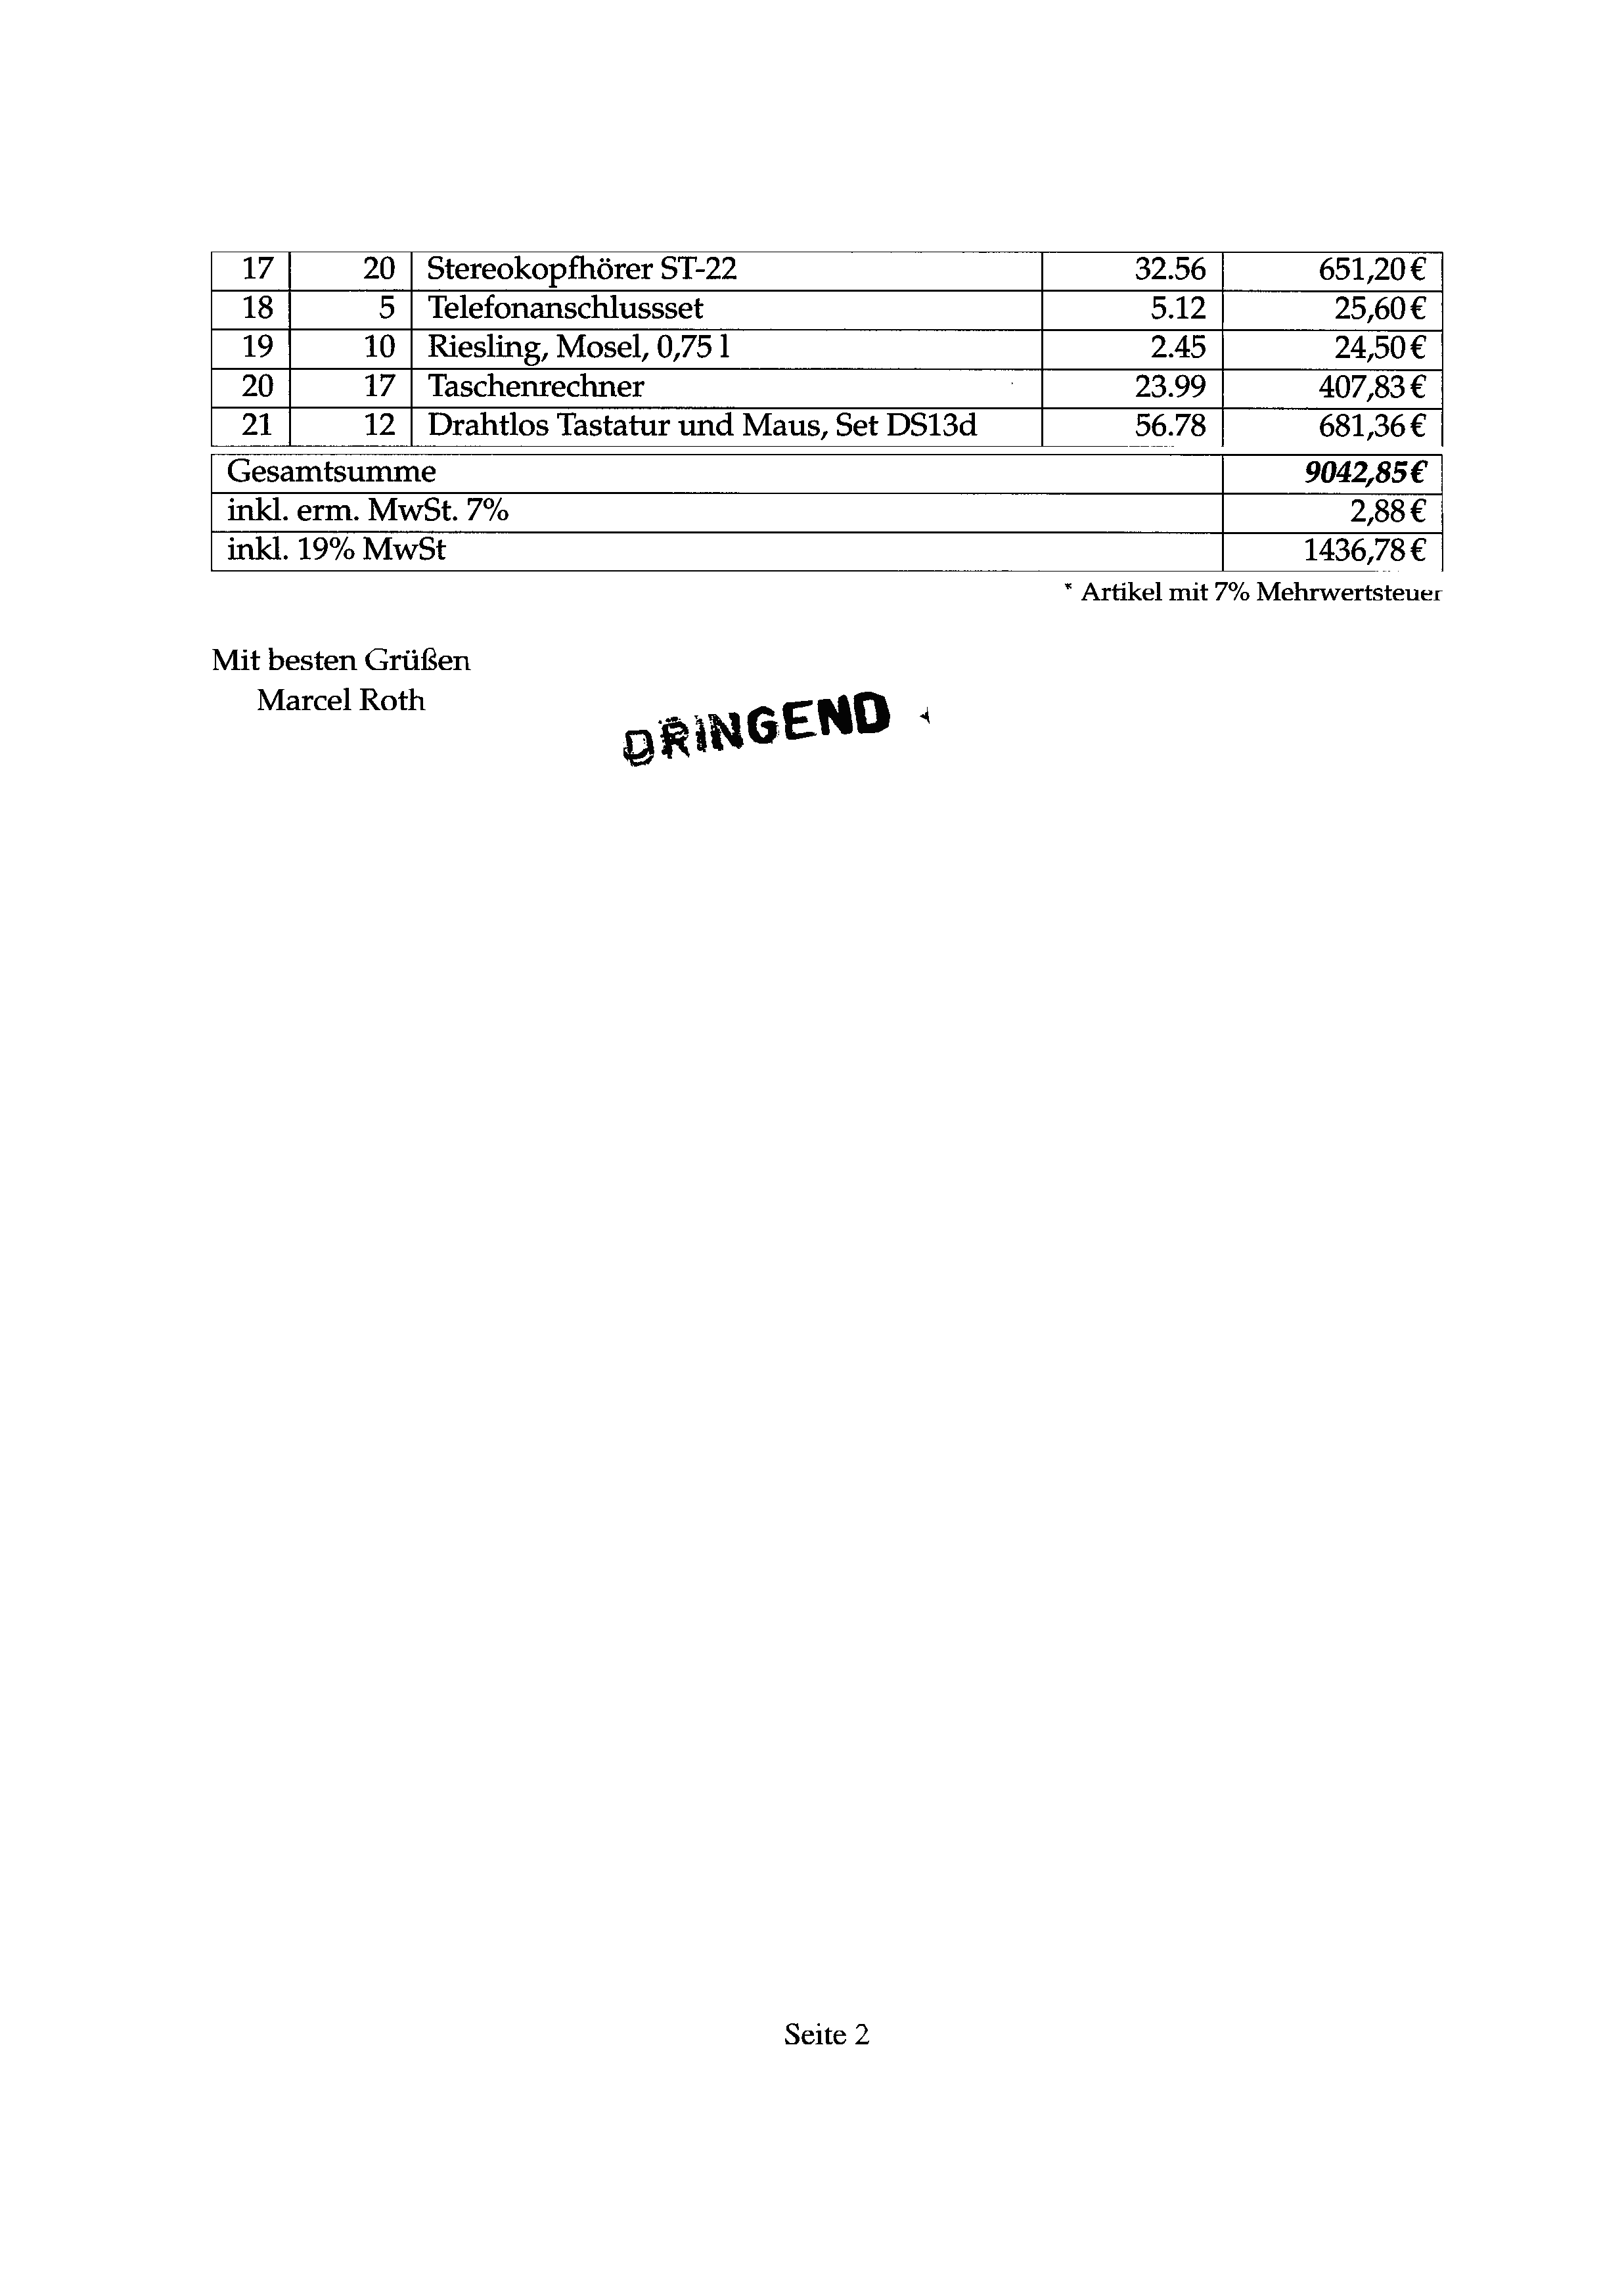 17 20 Stereokopfhörer ST-22 32.56 651,20 €
18 5 Telefonanschlussset 5.12 25,60 €
19 10 Riesling, Mosel, 0,75 l 2.45 24,50 €
20 17 Taschenrechner 23.99 407,83 €
21 12 Drahtlos Tastatur und Maus, Set DS13d 56.78 681,36 €
Gesamtsumme 9042,85 €
inkl. erm. MwSt. 7% 2,88 €
inkl. 19% MwSt 1436,78 €
* Artikel mit 7% Mehrwertsteuer
Mit besten Grüßen
Marcel Roth
DRINGEND
Seite 2